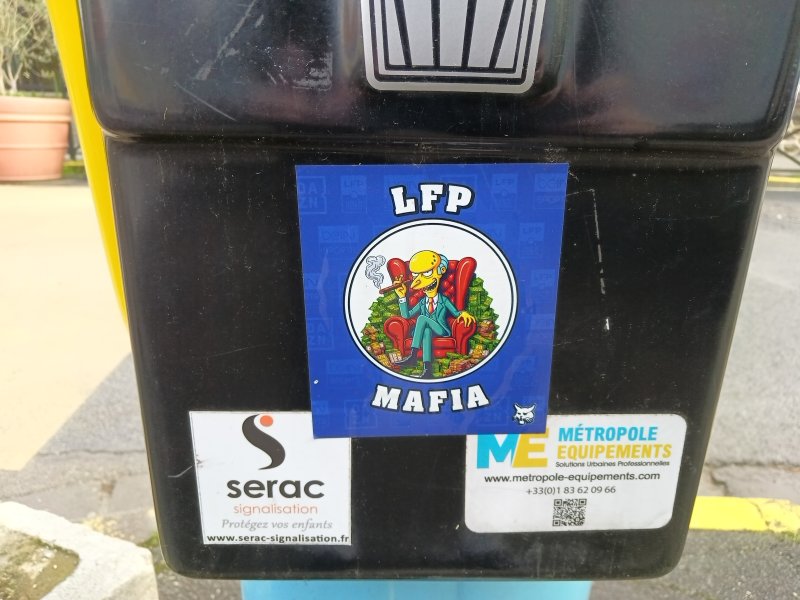 LFP
MAFIA
serac
signalisation
Protégez vos enfants
www.serac-signalisation.fr
ME
MÉTROPOLE
EQUIPEMENTS
Solutions Urbaines Professionnelles
www.metropole-equipements.com
+33(0)1 83 62 09 66